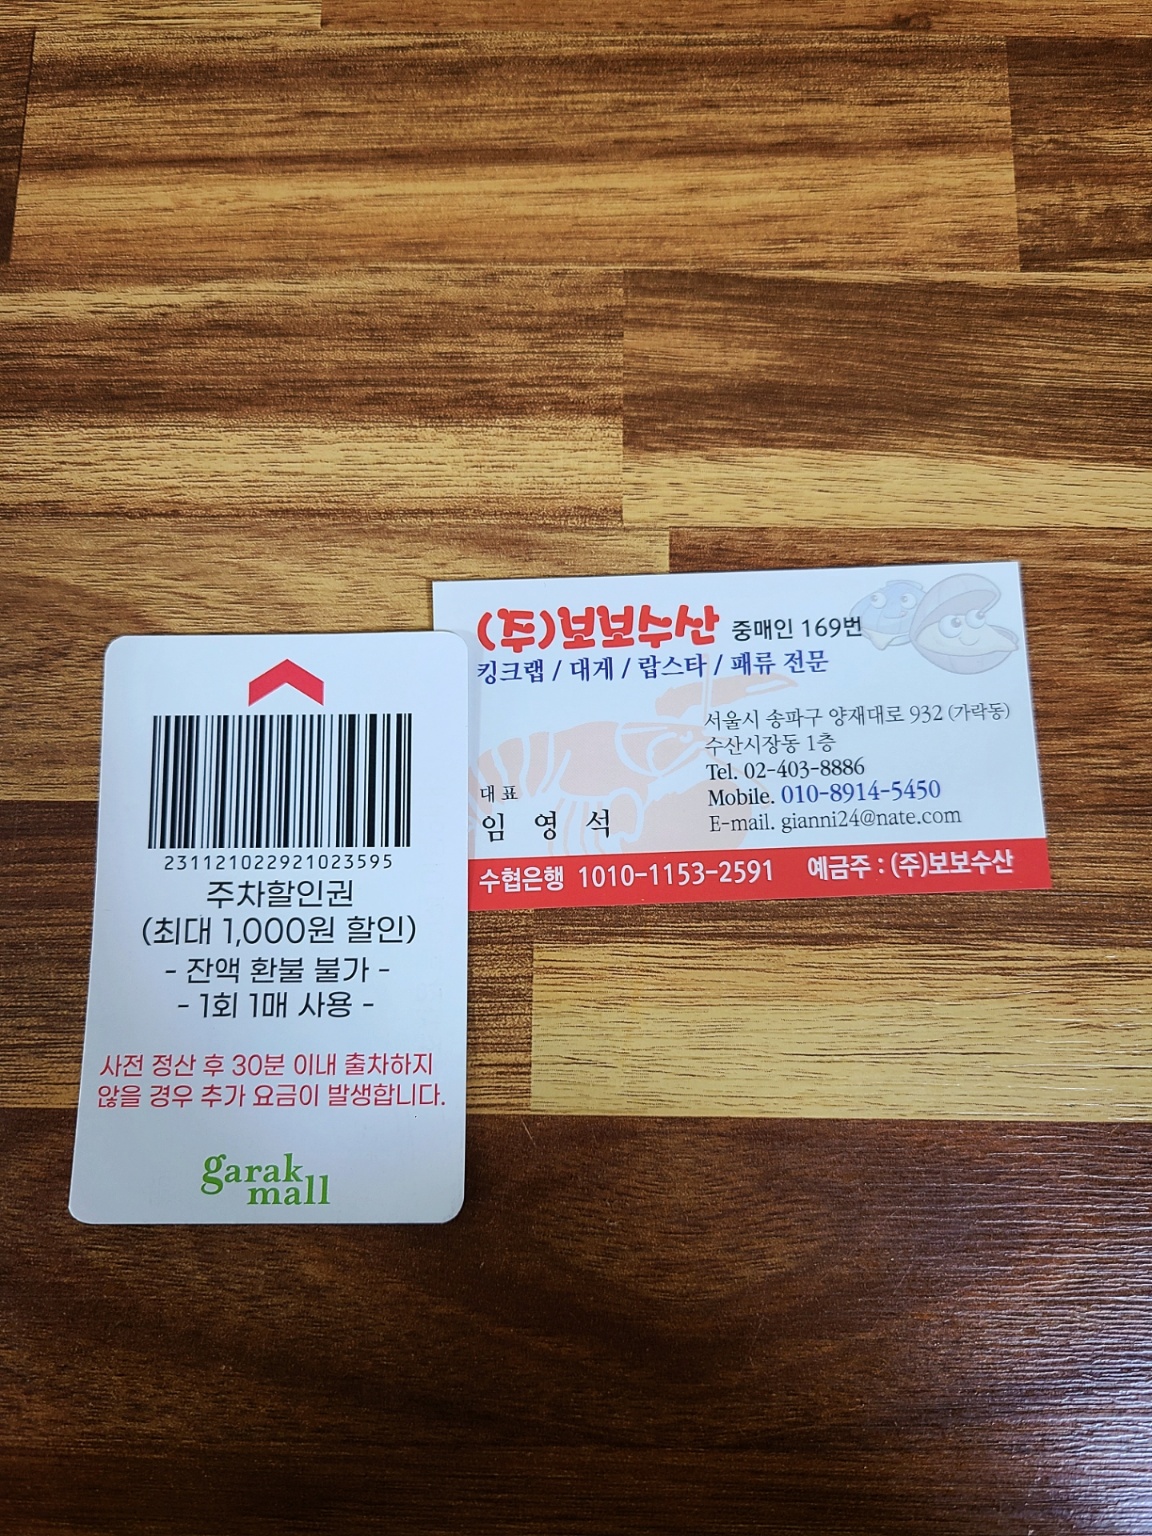 231121022921023595
주차할인권
(최대 1,000원 할인)
- 잔액 환불 불가 -
- 1회 1매 사용 -
사전 정산 후 30분 이내 출차하지
않을 경우 추가 요금이 발생합니다.
garak
mall
(주)보보수산 중매인 169번
킹크랩 / 대게 / 랍스타 / 패류 전문
서울시 송파구 양재대로 932 (가락동)
수산시장동 1층
Tel. 02-403-8886
Mobile. 010-8914-5450
E-mail. gianni24@nate.com
대표
임 영 석
수협은행 1010-1153-2591 예금주 : (주)보보수산